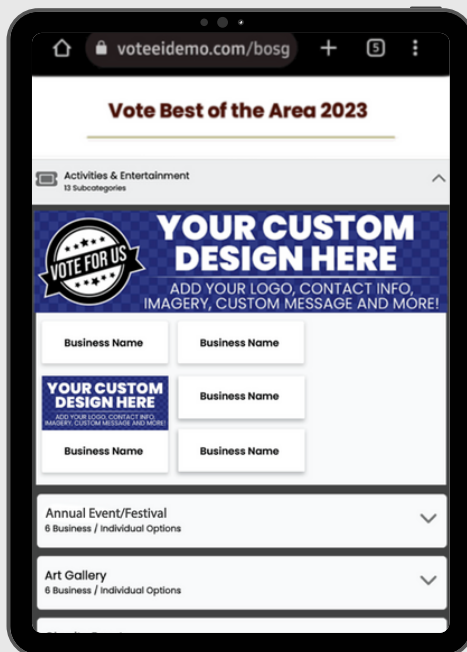 voteeidemo.com/bosg
5
Vote Best of the Area 2023
Activities & Entertainment
13 Subcategories
VOTE FOR US
YOUR CUSTOM
DESIGN HERE
ADD YOUR LOGO, CONTACT INFO,
IMAGERY, CUSTOM MESSAGE AND MORE!
Business Name
Business Name
YOUR CUSTOM
DESIGN HERE
ADD YOUR LOGO, CONTACT INFO,
IMAGERY, CUSTOM MESSAGE AND MORE!
Business Name
Business Name
Business Name
Annual Event/Festival
6 Business / Individual Options
Art Gallery
6 Business / Individual Options